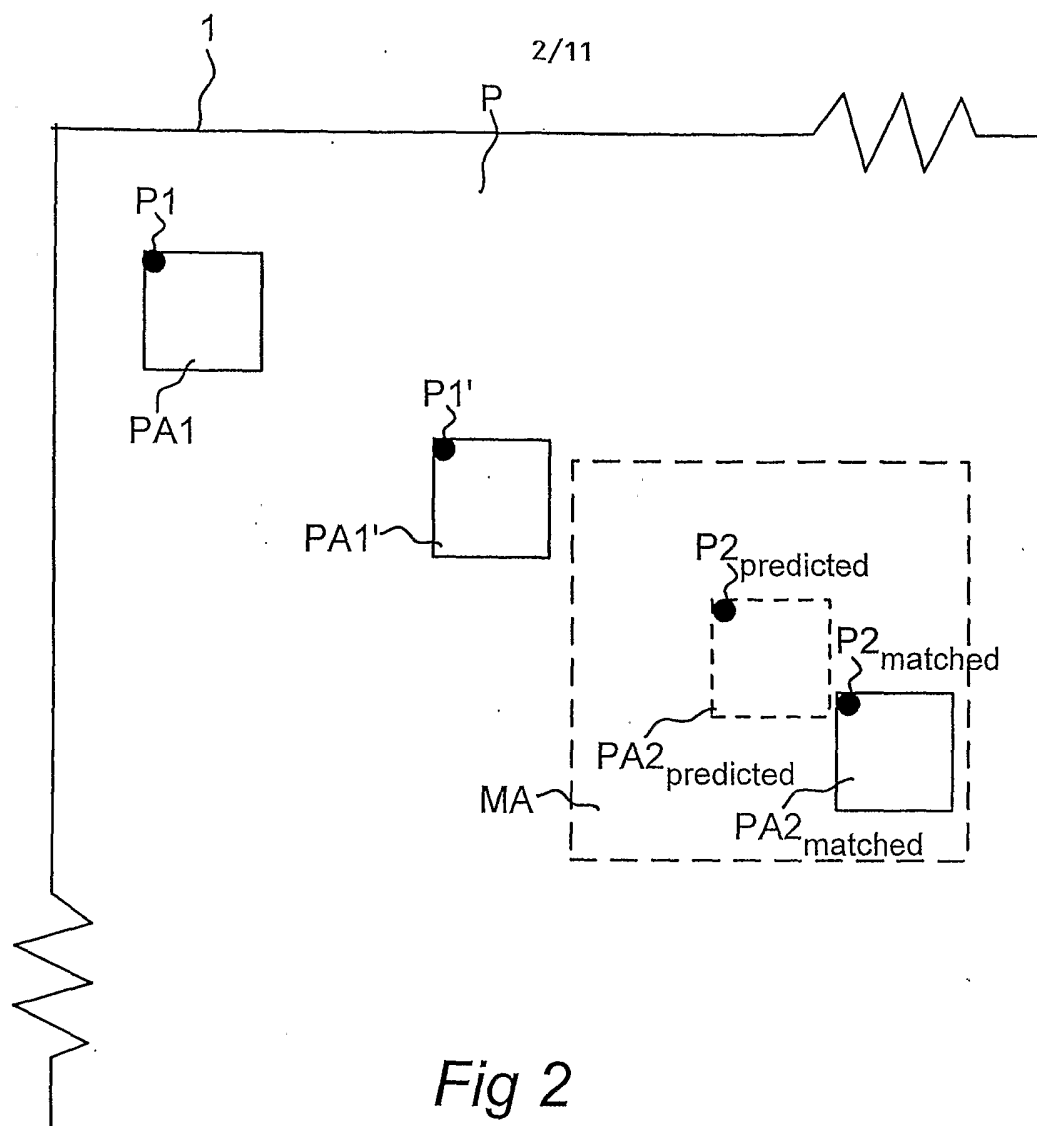 1
2/11
P
P1
PA1
P1'
PA1'
P2predicted
P2matched
PA2predicted
MA
PA2matched
Fig 2